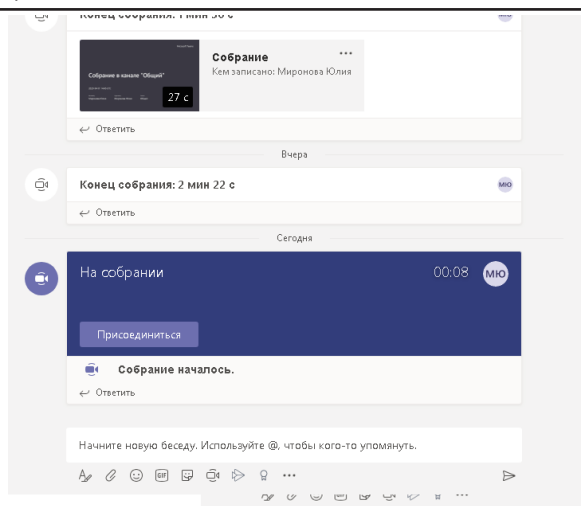 Конец собрания: 1 мин 36 с
МЮ
Собрание
Кем записано: Миронова Юлия
Собрание в канале "Общий"
27 с
Ответить
Вчера
Конец собрания: 2 мин 22 с
МЮ
Ответить
Сегодня
На собрании
00:08
МЮ
Присоединиться
Собрание началось.
Ответить
Начните новую беседу. Используйте @, чтобы кого-то упомянуть.
GIF